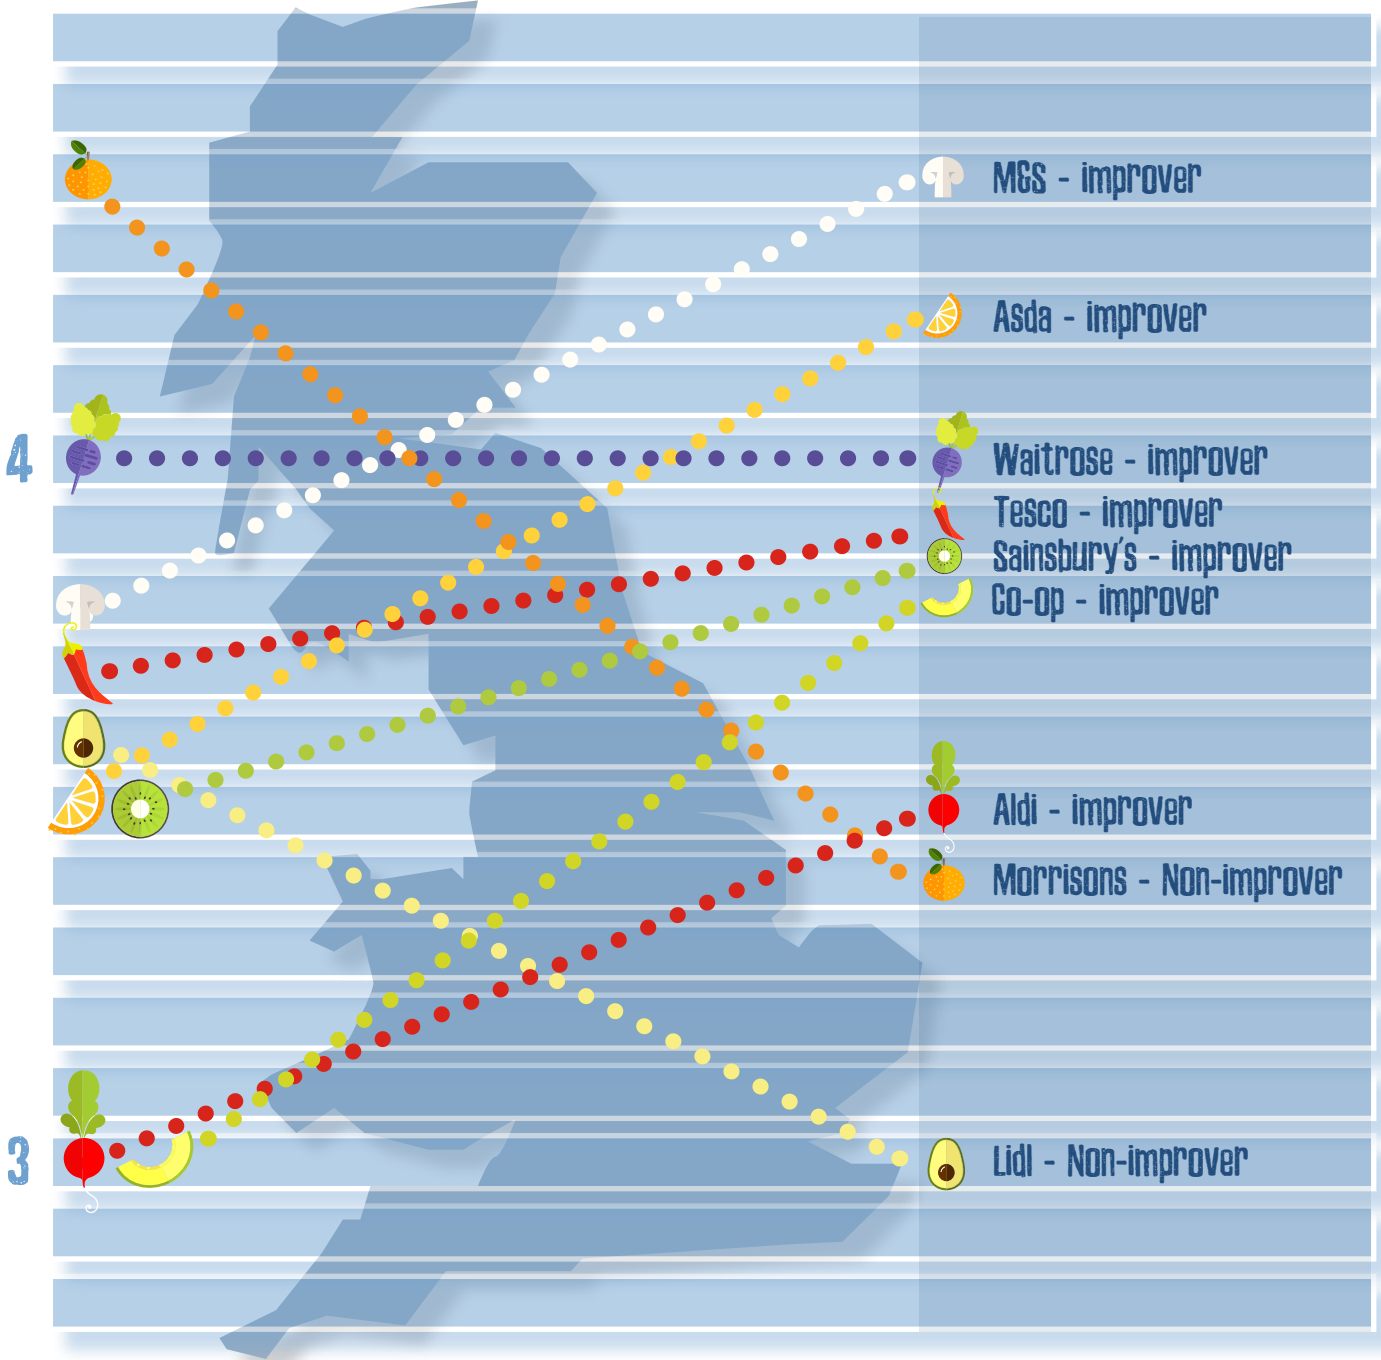 M&S - improver
Asda - improver
4
Waitrose - improver
Tesco - improver
Sainsbury's - improver
Co-op - improver
Aldi - improver
Morrisons - Non-improver
3
Lidl - Non-improver